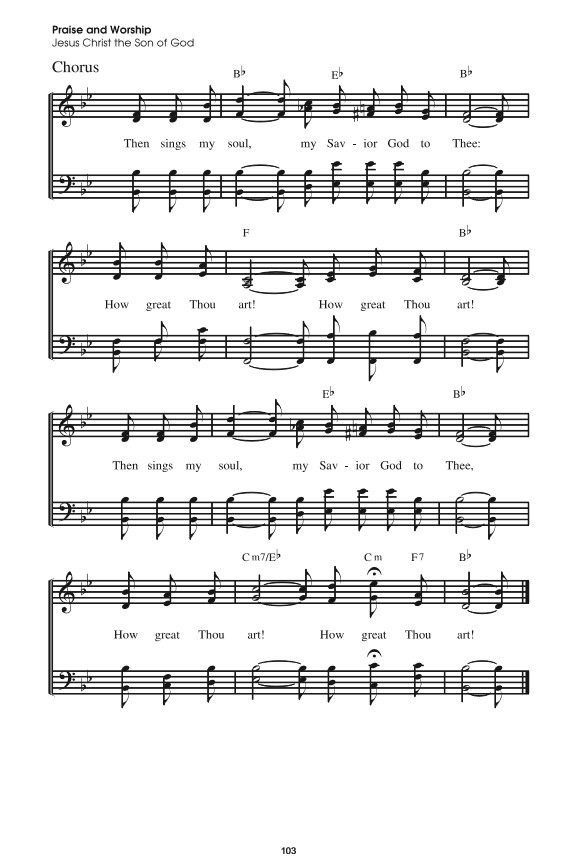 Praise and Worship
Jesus Christ the Son of God
Chorus
B♭ E♭ B♭
Then sings my soul, my Sav - ior God to Thee:
F B♭
How great Thou art! How great Thou art!
E♭ B♭
Then sings my soul, my Sav - ior God to Thee,
Cm7/E♭ Cm F7 B♭
How great Thou art! How great Thou art!
103